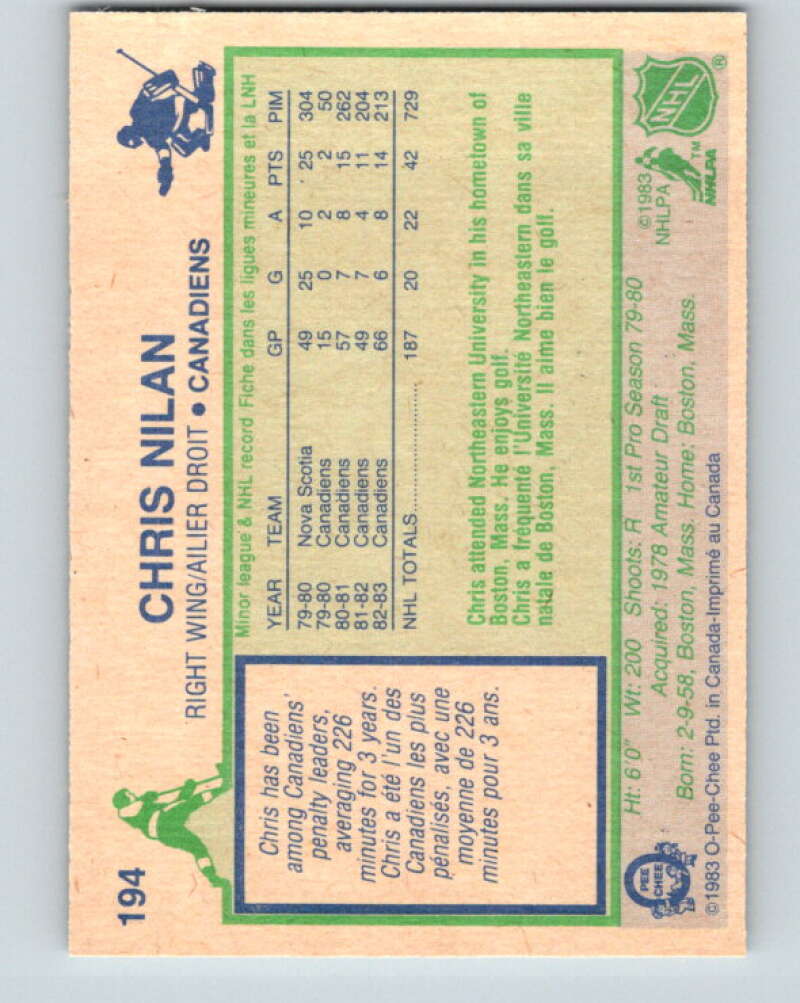 194
CHRIS NILAN
RIGHT WING/AILIER DROIT • CANADIENS
Chris has been
among Canadiens'
penalty leaders,
averaging 226
minutes for 3 years.
Chris a été l'un des
Canadiens les plus
pénalisés, avec une
moyenne de 226
minutes pour 3 ans.
Minor league & NHL record Fiche dans les ligues mineures et la LNH
YEAR TEAM GP G A PTS PIM
79-80 Nova Scotia 49 25 10 25 304
79-80 Canadiens 15 0 2 2 50
80-81 Canadiens 57 7 8 15 262
81-82 Canadiens 49 7 4 11 204
82-83 Canadiens 66 6 8 14 213
NHL TOTALS 187 20 22 42 729
Chris attended Northeastern University in his hometown of
Boston, Mass. He enjoys golf.
Chris a fréquenté l'Université Northeastern dans sa ville
natale de Boston, Mass. Il aime bien le golf.
Ht: 6'0" Wt: 200 Shoots: R 1st Pro Season 79-80
Acquired: 1978 Amateur Draft
Born: 2-9-58, Boston, Mass. Home: Boston, Mass.
©1983 O-Pee-Chee Ptd. in Canada-Imprimé au Canada
O PEE CHEE
©1983
NHLPA
TM
NHLPA
NHL
®